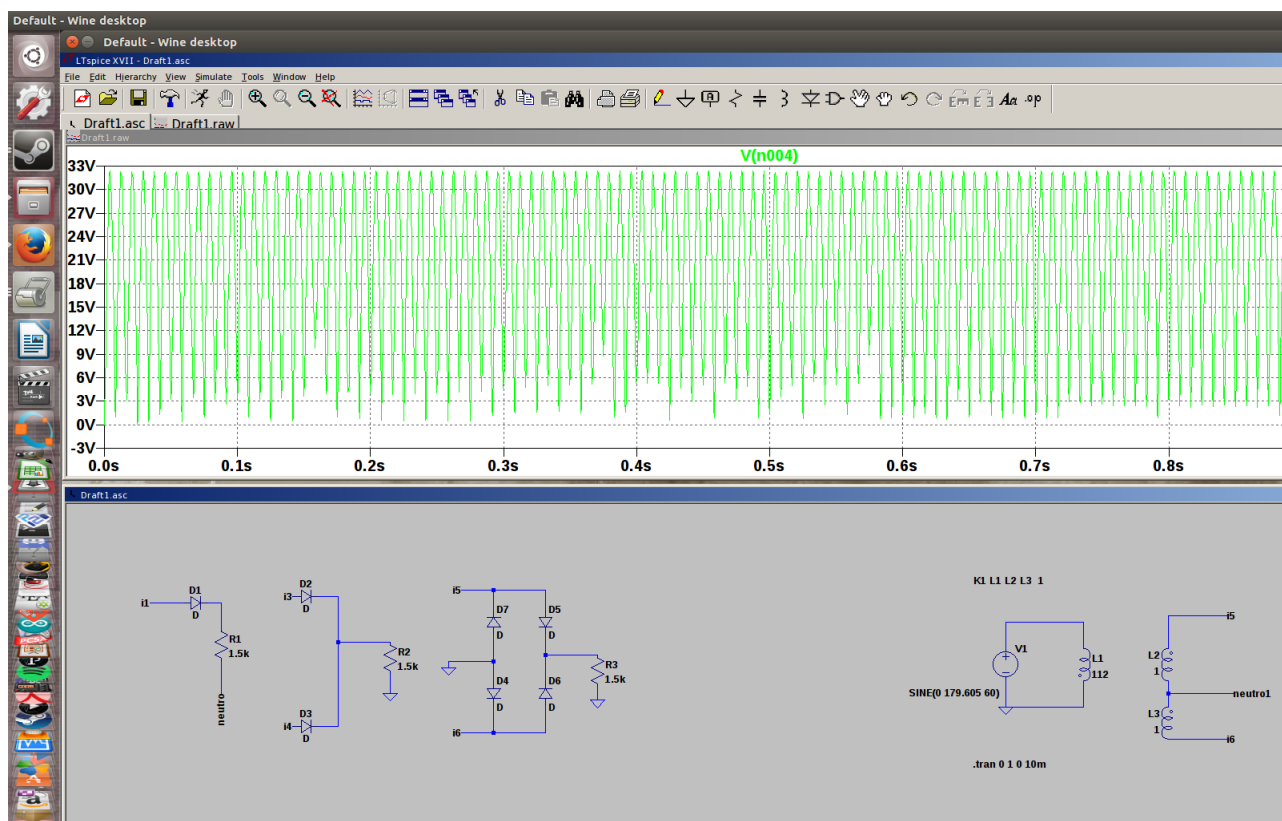 Default - Wine desktop
Default - Wine desktop
LTspice XVII - Draft1.asc
File Edit Hierarchy View Simulate Tools Window Help
Aa .op
Draft1.asc Draft1.raw
Draft1.raw
V(n004)
33V
30V
27V
24V
21V
18V
15V
12V
9V
6V
3V
0V
-3V
0.0s 0.1s 0.2s 0.3s 0.4s 0.5s 0.6s 0.7s 0.8s
Draft1.asc
i1
D1
D
R1
1.5k
neutro
i3
D2
D
R2
1.5k
i4
D3
D
i5
D7
D
D5
D
D4
D
D6
D
R3
1.5k
i6
K1 L1 L2 L3 1
V1
SINE(0 179.605 60)
L1
112
i5
L2
1
neutro1
L3
1
i6
.tran 0 1 0 10m